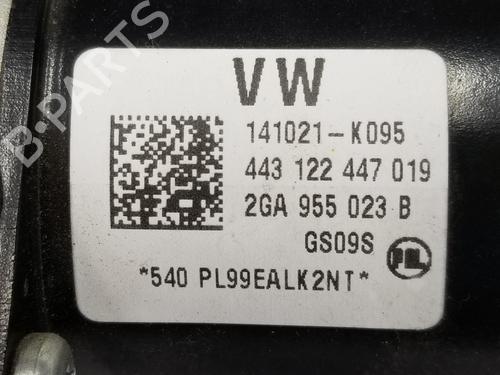 B-PARTS
VW
141021-K095
443 122 447 019
2GA 955 023 B
GS09S
*540 PL99EALK2NT*